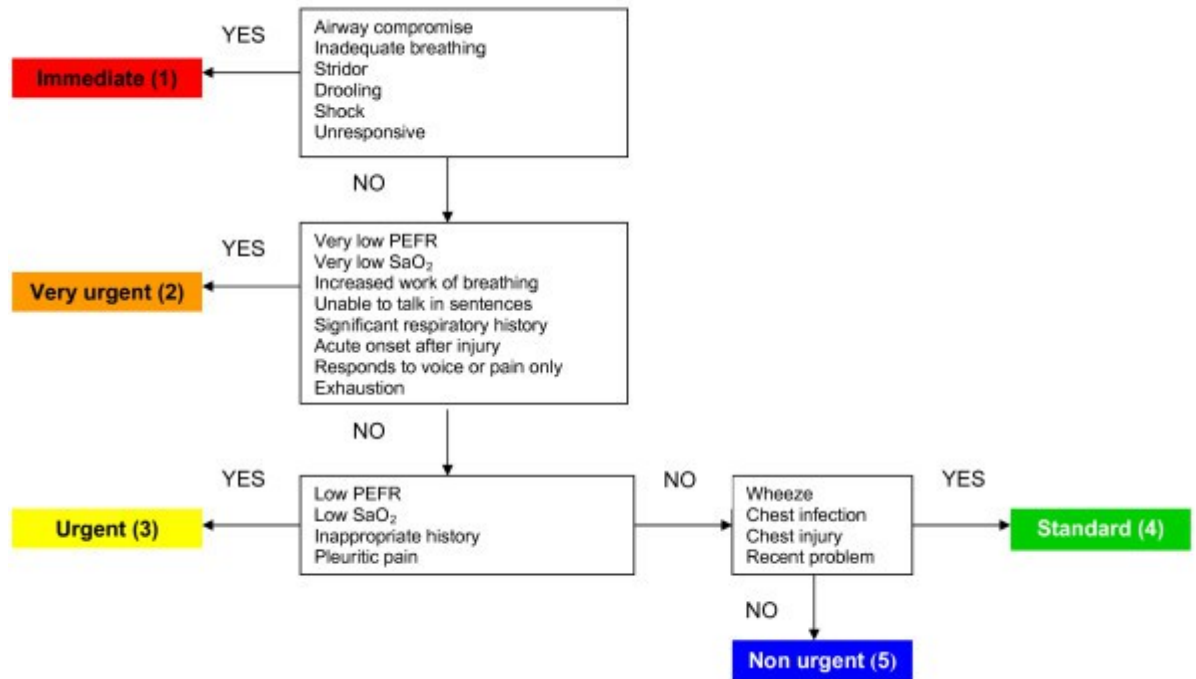 YES
Airway compromise
Inadequate breathing
Stridor
Drooling
Shock
Unresponsive
Immediate (1)
NO
YES
Very low PEFR
Very low SaO₂
Increased work of breathing
Unable to talk in sentences
Significant respiratory history
Acute onset after injury
Responds to voice or pain only
Exhaustion
Very urgent (2)
NO
YES
Low PEFR
Low SaO₂
Inappropriate history
Pleuritic pain
Urgent (3)
NO
Wheeze
Chest infection
Chest injury
Recent problem
YES
Standard (4)
NO
Non urgent (5)